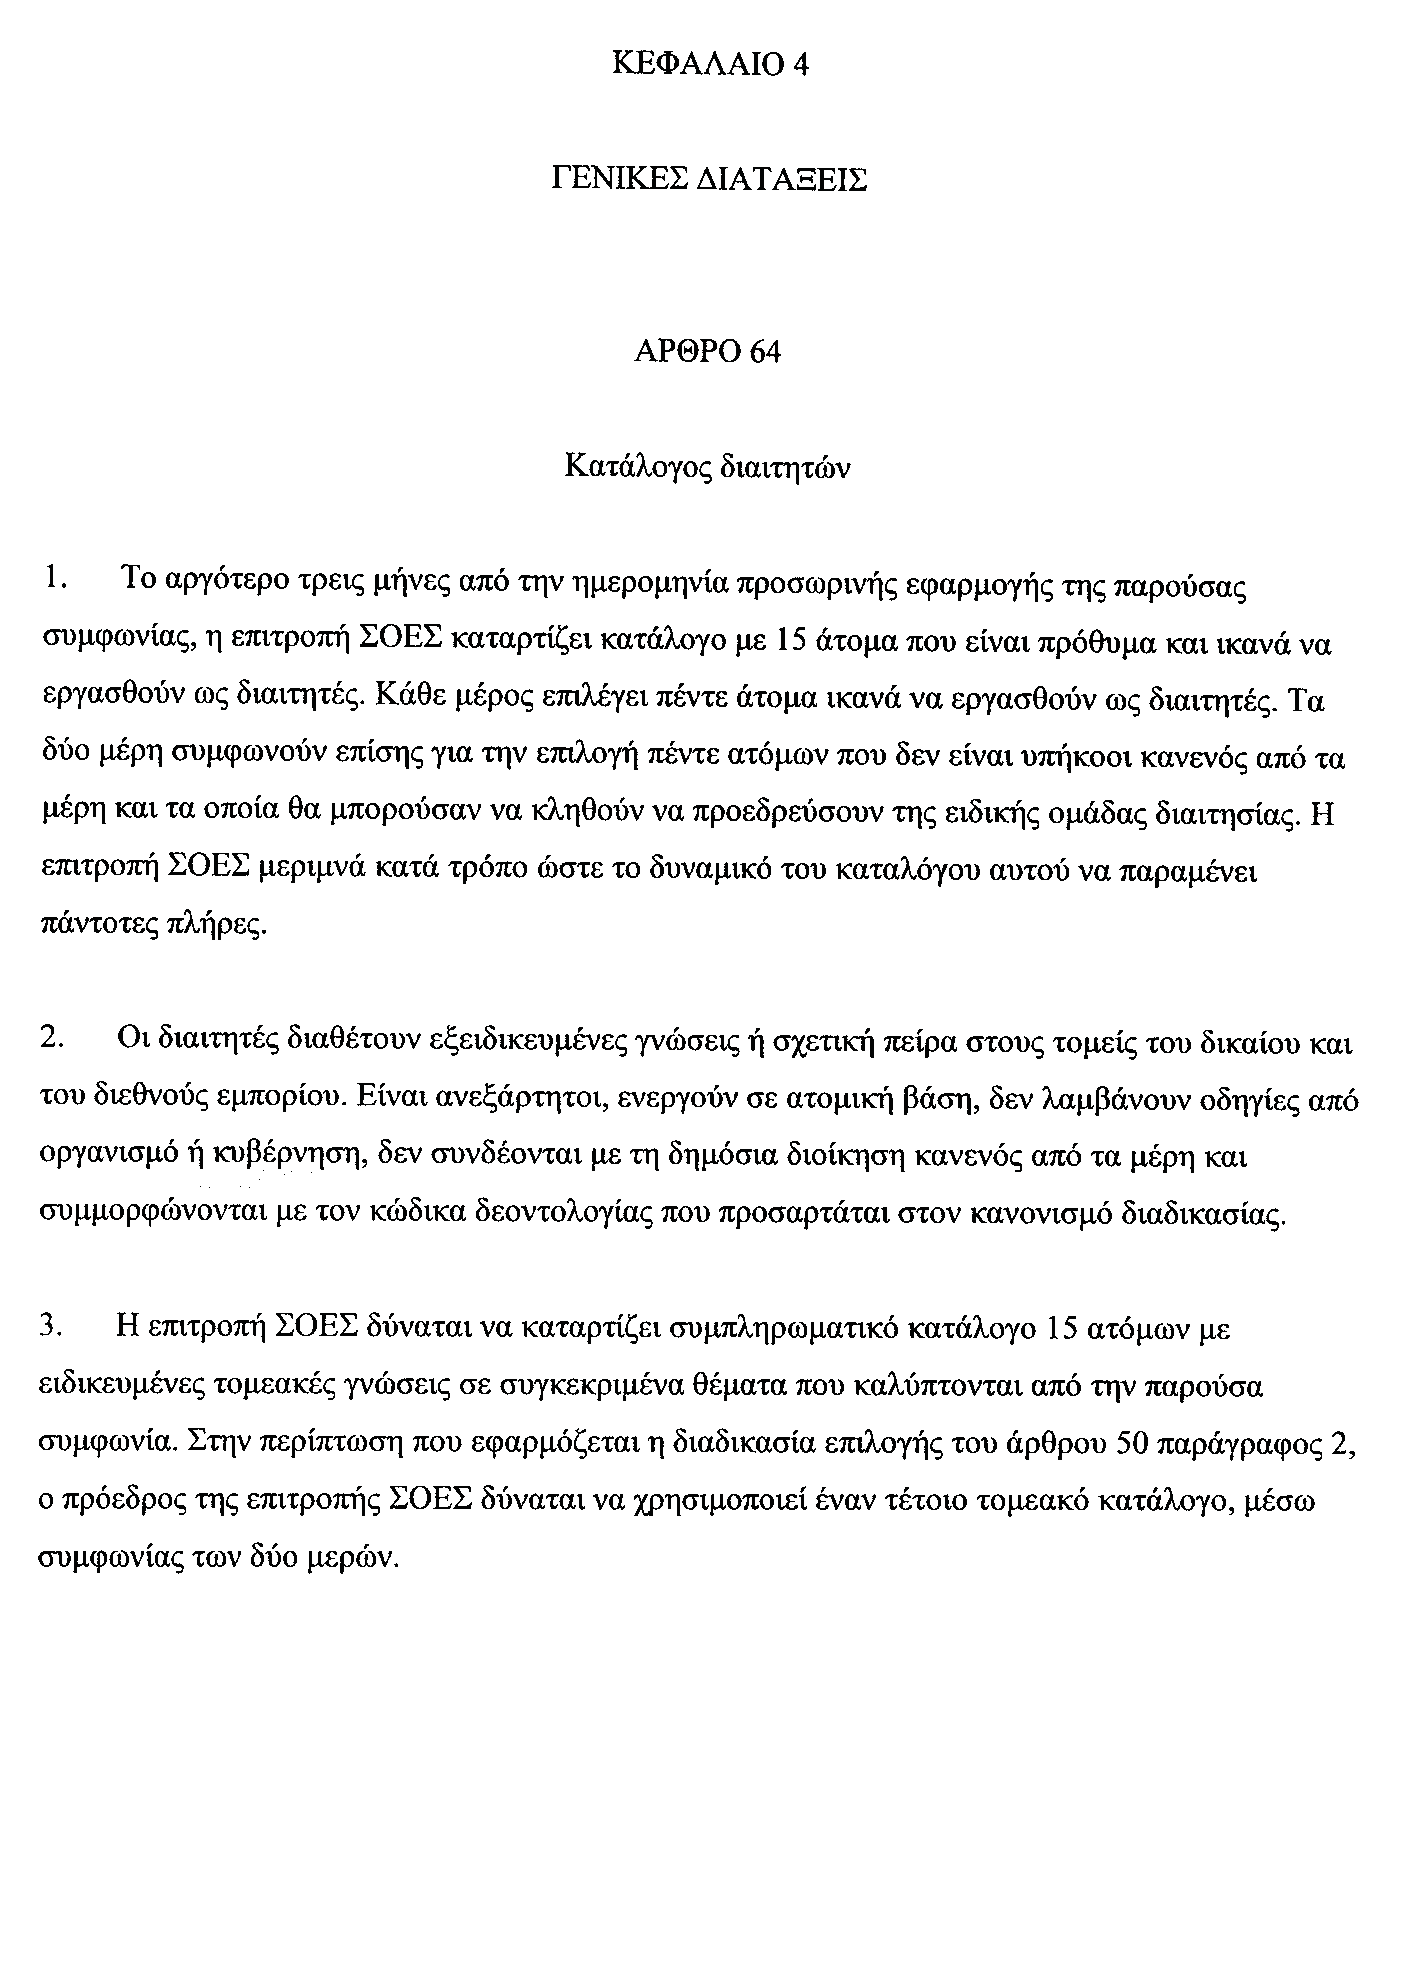 ΚΕΦΑΛΑΙΟ 4
ΓΕΝΙΚΕΣ ΔΙΑΤΑΞΕΙΣ
ΑΡΘΡΟ 64
Κατάλογος διαιτητών
1. Το αργότερο τρεις μήνες από την ημερομηνία προσωρινής εφαρμογής της παρούσας
συμφωνίας, η επιτροπή ΣΟΕΣ καταρτίζει κατάλογο με 15 άτομα που είναι πρόθυμα και ικανά να
εργασθούν ως διαιτητές. Κάθε μέρος επιλέγει πέντε άτομα ικανά να εργασθούν ως διαιτητές. Τα
δύο μέρη συμφωνούν επίσης για την επιλογή πέντε ατόμων που δεν είναι υπήκοοι κανενός από τα
μέρη και τα οποία θα μπορούσαν να κληθούν να προεδρεύσουν της ειδικής ομάδας διαιτησίας. Η
επιτροπή ΣΟΕΣ μεριμνά κατά τρόπο ώστε το δυναμικό του καταλόγου αυτού να παραμένει
πάντοτες πλήρες.
2. Οι διαιτητές διαθέτουν εξειδικευμένες γνώσεις ή σχετική πείρα στους τομείς του δικαίου και
του διεθνούς εμπορίου. Είναι ανεξάρτητοι, ενεργούν σε ατομική βάση, δεν λαμβάνουν οδηγίες από
οργανισμό ή κυβέρνηση, δεν συνδέονται με τη δημόσια διοίκηση κανενός από τα μέρη και
συμμορφώνονται με τον κώδικα δεοντολογίας που προσαρτάται στον κανονισμό διαδικασίας.
3. Η επιτροπή ΣΟΕΣ δύναται να καταρτίζει συμπληρωματικό κατάλογο 15 ατόμων με
ειδικευμένες τομεακές γνώσεις σε συγκεκριμένα θέματα που καλύπτονται από την παρούσα
συμφωνία. Στην περίπτωση που εφαρμόζεται η διαδικασία επιλογής του άρθρου 50 παράγραφος 2,
ο πρόεδρος της επιτροπής ΣΟΕΣ δύναται να χρησιμοποιεί έναν τέτοιο τομεακό κατάλογο, μέσω
συμφωνίας των δύο μερών.